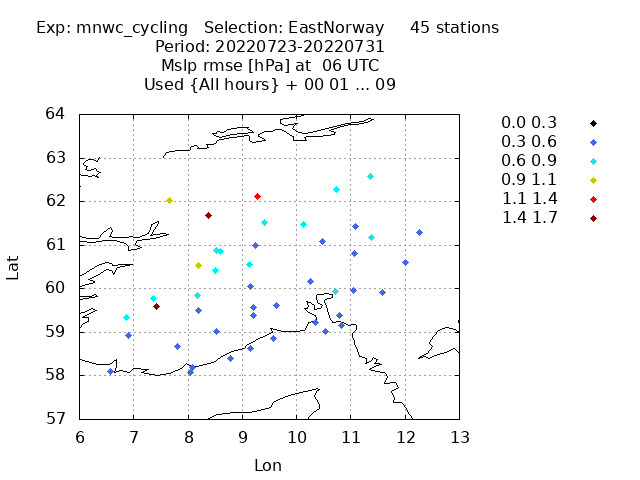 Exp: mnwc_cycling   Selection: EastNorway     45 stations
Period: 20220723-20220731
Mslp rmse [hPa] at  06 UTC
Used {All hours} + 00 01 ... 09
64
63
62
61
60
59
58
57
Lat
6 7 8 9 10 11 12 13
Lon
0.0 0.3
0.3 0.6
0.6 0.9
0.9 1.1
1.1 1.4
1.4 1.7